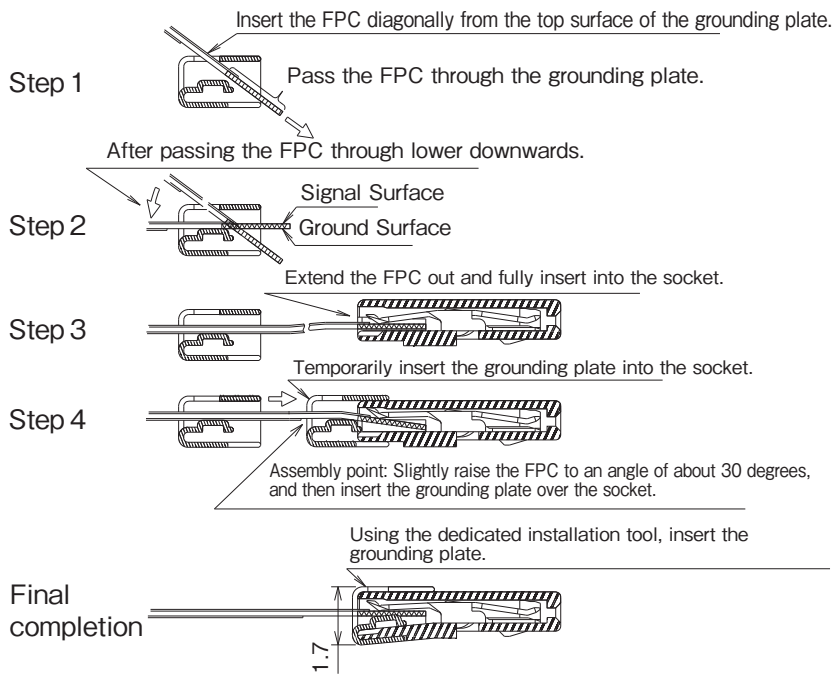 Insert the FPC diagonally from the top surface of the grounding plate.
Step 1
Pass the FPC through the grounding plate.
After passing the FPC through lower downwards.
Step 2
Signal Surface
Ground Surface
Extend the FPC out and fully insert into the socket.
Step 3
Temporarily insert the grounding plate into the socket.
Step 4
Assembly point: Slightly raise the FPC to an angle of about 30 degrees,
and then insert the grounding plate over the socket.
Using the dedicated installation tool, insert the
grounding plate.
Final
completion
1.7